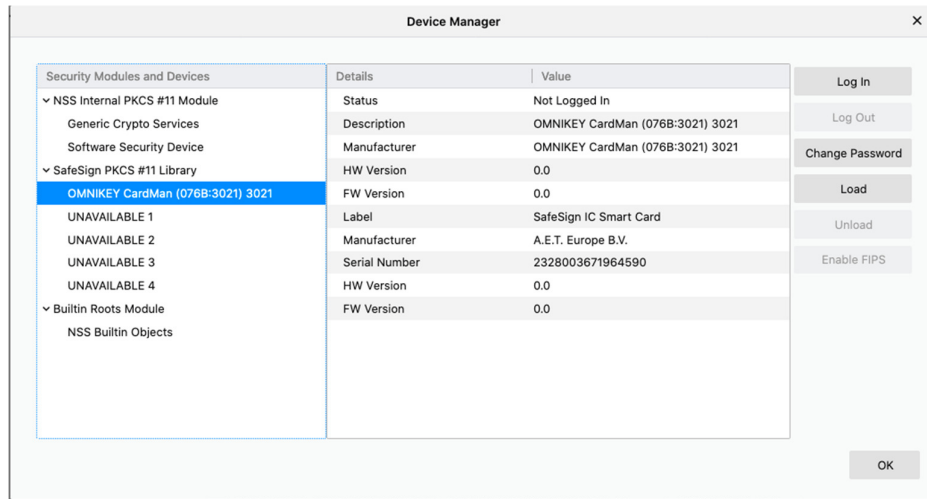 Device Manager
Security Modules and Devices
NSS Internal PKCS #11 Module
Generic Crypto Services
Software Security Device
SafeSign PKCS #11 Library
OMNIKEY CardMan (076B:3021) 3021
UNAVAILABLE 1
UNAVAILABLE 2
UNAVAILABLE 3
UNAVAILABLE 4
Builtin Roots Module
NSS Builtin Objects
Details Value
Status Not Logged In
Description OMNIKEY CardMan (076B:3021) 3021
Manufacturer OMNIKEY CardMan (076B:3021) 3021
HW Version 0.0
FW Version 0.0
Label SafeSign IC Smart Card
Manufacturer A.E.T. Europe B.V.
Serial Number 2328003671964590
HW Version 0.0
FW Version 0.0
Log In
Log Out
Change Password
Load
Unload
Enable FIPS
OK